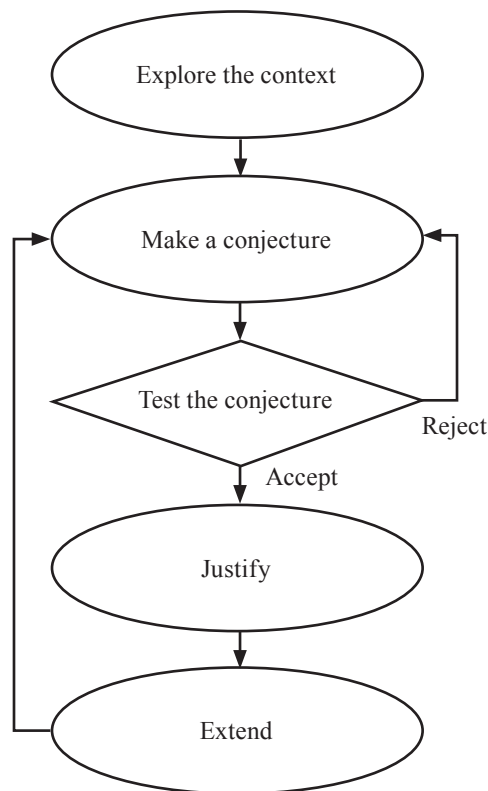 Explore the context
Make a conjecture
Test the conjecture
Reject
Accept
Justify
Extend